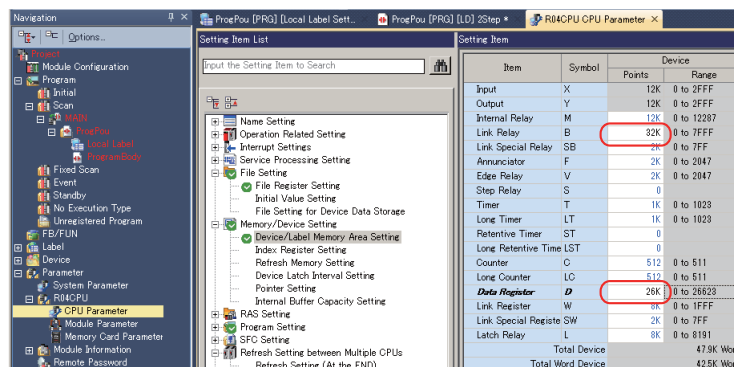 Navigation
ProgPou [PRG] [Local Label Sett...
ProgPou [PRG] [LD] 2Step *
R04CPU CPU Parameter
Options...
Project
Module Configuration
Program
Initial
Scan
MAIN
ProgPou
Local Label
ProgramBody
Fixed Scan
Event
Standby
No Execution Type
Unregistered Program
FB/FUN
Label
Device
Parameter
System Parameter
R04CPU
CPU Parameter
Module Parameter
Memory Card Parameter
Module Information
Remote Password
Setting Item List
Input the Setting Item to Search
Name Setting
Operation Related Setting
Interrupt Settings
Service Processing Setting
File Setting
File Register Setting
Initial Value Setting
File Setting for Device Data Storage
Memory/Device Setting
Device/Label Memory Area Setting
Index Register Setting
Refresh Memory Setting
Device Latch Interval Setting
Pointer Setting
Internal Buffer Capacity Setting
RAS Setting
Program Setting
SFC Setting
Refresh Setting between Multiple CPUs
Refresh Setting (At the END)
Setting Item
Item Symbol Device
Points Range
Input X 12K 0 to 2FFF
Output Y 12K 0 to 2FFF
Internal Relay M 12K 0 to 12287
Link Relay B 32K 0 to 7FFF
Link Special Relay SB 2K 0 to 7FF
Annunciator F 2K 0 to 2047
Edge Relay V 2K 0 to 2047
Step Relay S 0
Timer T 1K 0 to 1023
Long Timer LT 1K 0 to 1023
Retentive Timer ST 0
Long Retentive Time LST 0
Counter C 512 0 to 511
Long Counter LC 512 0 to 511
Data Register D 26K 0 to 26623
Link Register W 8K 0 to 1FFF
Link Special Registe SW 2K 0 to 7FF
Latch Relay L 8K 0 to 8191
Total Device 47.9K Wor
Total Word Device 42.5K Wor